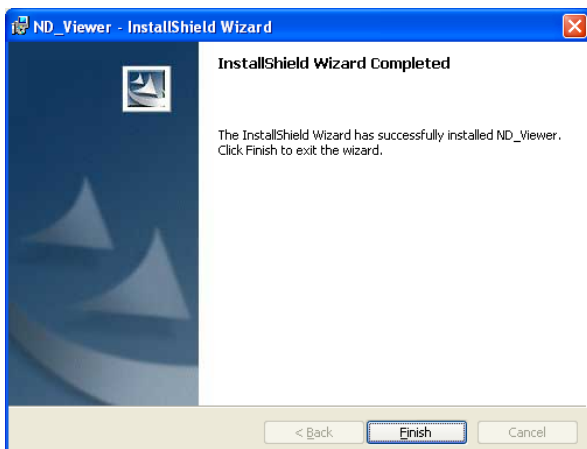 ND_Viewer - InstallShield Wizard
InstallShield Wizard Completed
The InstallShield Wizard has successfully installed ND_Viewer.
Click Finish to exit the wizard.
< Back
Finish
Cancel